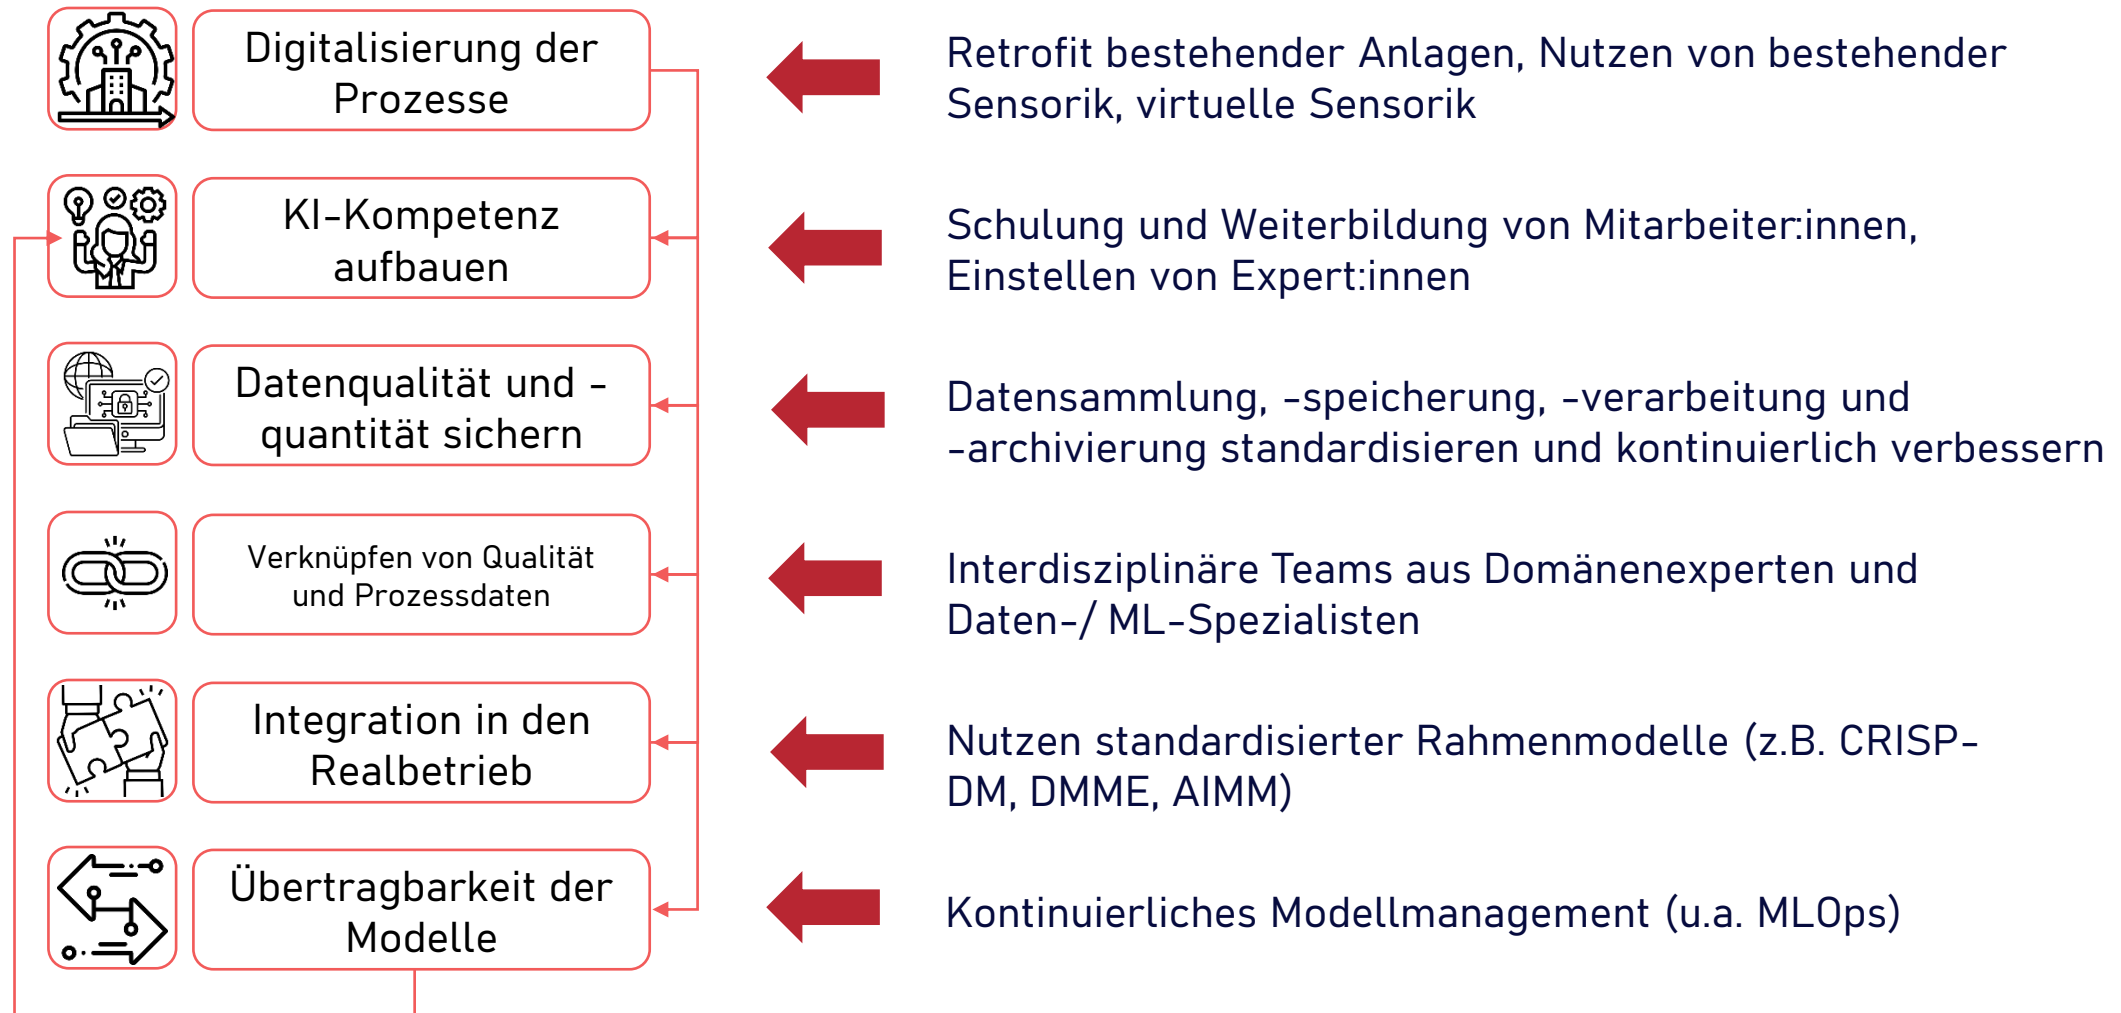 Digitalisierung der
Prozesse
Retrofit bestehender Anlagen, Nutzen von bestehender
Sensorik, virtuelle Sensorik
KI-Kompetenz
aufbauen
Schulung und Weiterbildung von Mitarbeiter:innen,
Einstellen von Expert:innen
Datenqualität und -
quantität sichern
Datensammlung, -speicherung, -verarbeitung und
-archivierung standardisieren und kontinuierlich verbessern
Verknüpfen von Qualität
und Prozessdaten
Interdisziplinäre Teams aus Domänenexperten und
Daten-/ ML-Spezialisten
Integration in den
Realbetrieb
Nutzen standardisierter Rahmenmodelle (z.B. CRISP-
DM, DMME, AIMM)
Übertragbarkeit der
Modelle
Kontinuierliches Modellmanagement (u.a. MLOps)